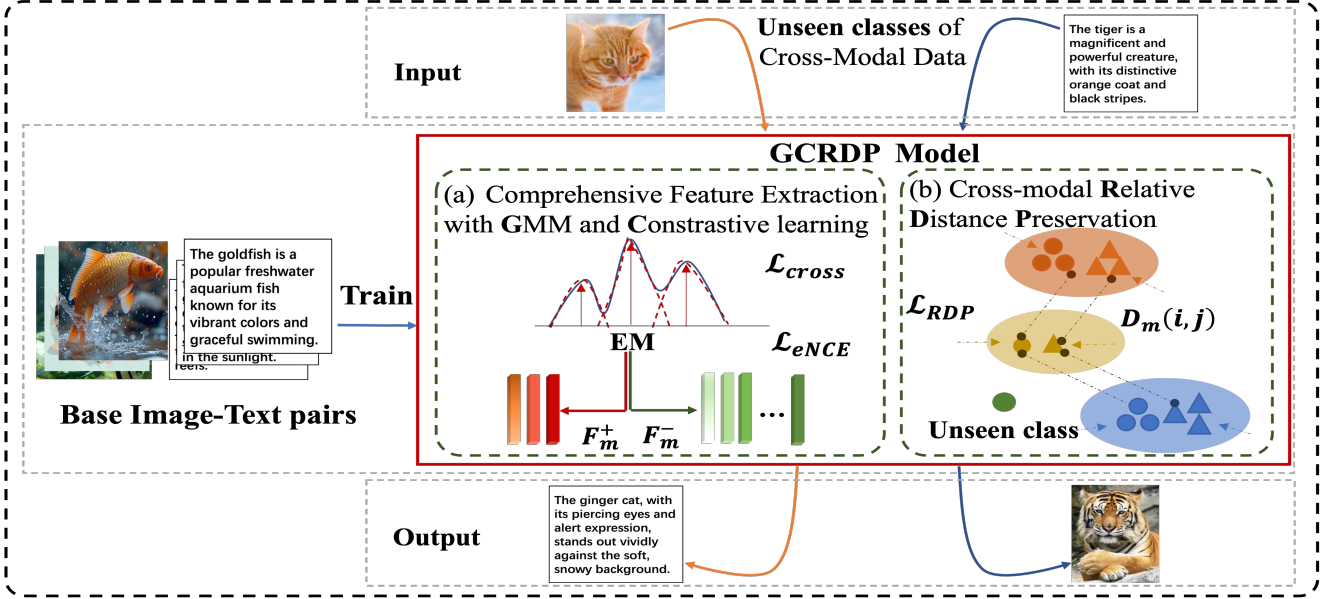 Input
Unseen classes of
Cross-Modal Data
The tiger is a
magnificent and
powerful creature,
with its distinctive
orange coat and
black stripes.
GCRDP Model
(a) Comprehensive Feature Extraction
with GMM and Constrastive learning
ℒcross
ℒeNCE
EM
F_m^+ F_m^-
...
(b) Cross-modal Relative
Distance Preservation
ℒRDP
D_m(i,j)
Unseen class
The goldfish is a
popular freshwater
aquarium fish
known for its
vibrant colors and
graceful swimming.
in the sunlight.
reefs.
Train
Base Image-Text pairs
Output
The ginger cat, with
its piercing eyes and
alert expression,
stands out vividly
against the soft,
snowy background.